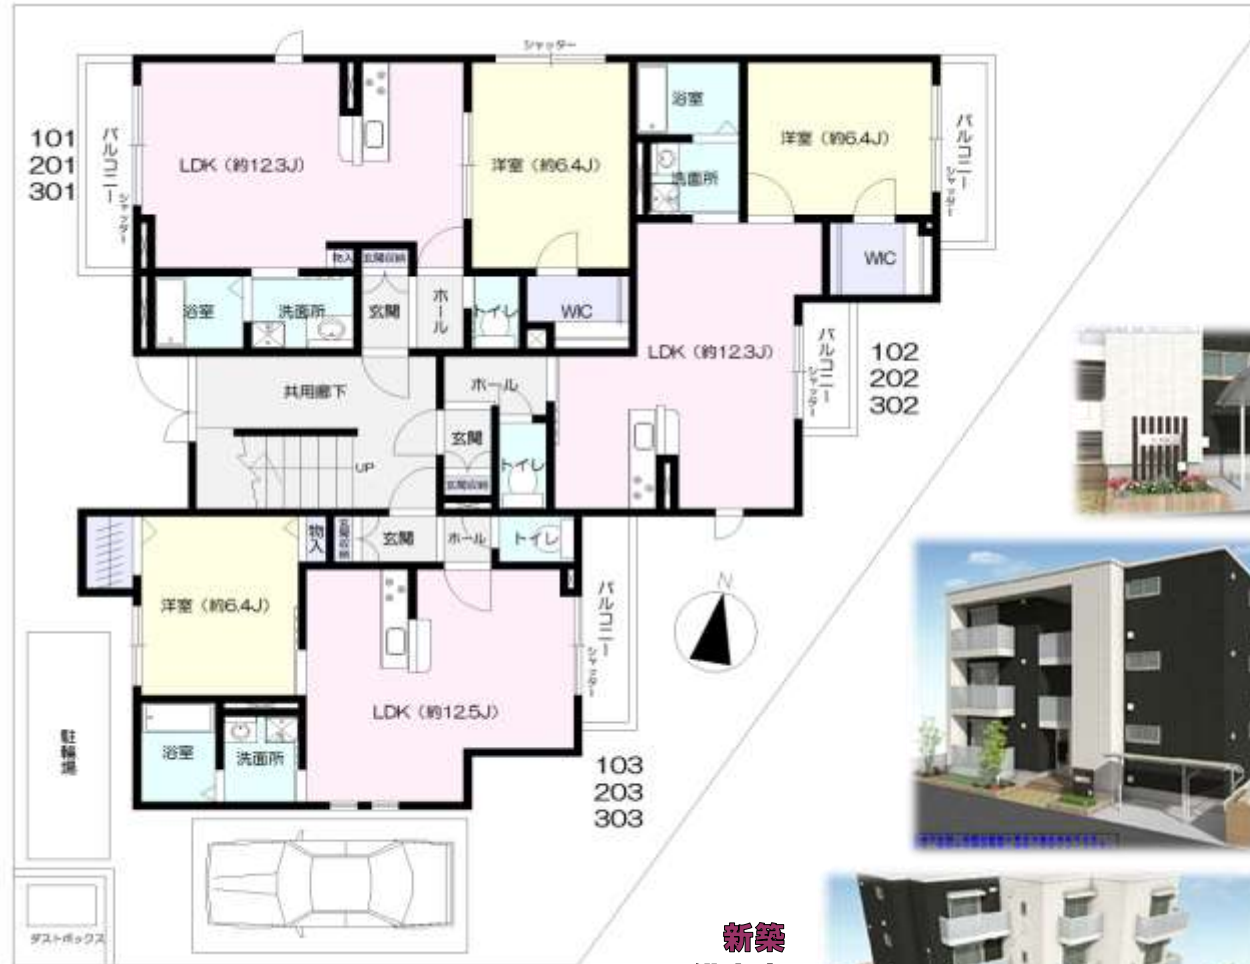 シャッター
101
201
301
バルコニー
シャッター
LDK（約12.3J）
洋室（約6.4J）
浴室
洗面所
洋室（約6.4J）
バルコニー
シャッター
物入
玄関収納
浴室
洗面所
玄関
ホール
トイレ
WIC
WIC
LDK（約12.3J）
バルコニー
シャッター
102
202
302
共用廊下
ホール
玄関
トイレ
玄関収納
UP
物入
玄関収納
玄関
ホール
トイレ
洋室（約6.4J）
バルコニー
シャッター
N
LDK（約12.5J）
浴室
洗面所
駐輪場
103
203
303
ダストボックス
新築